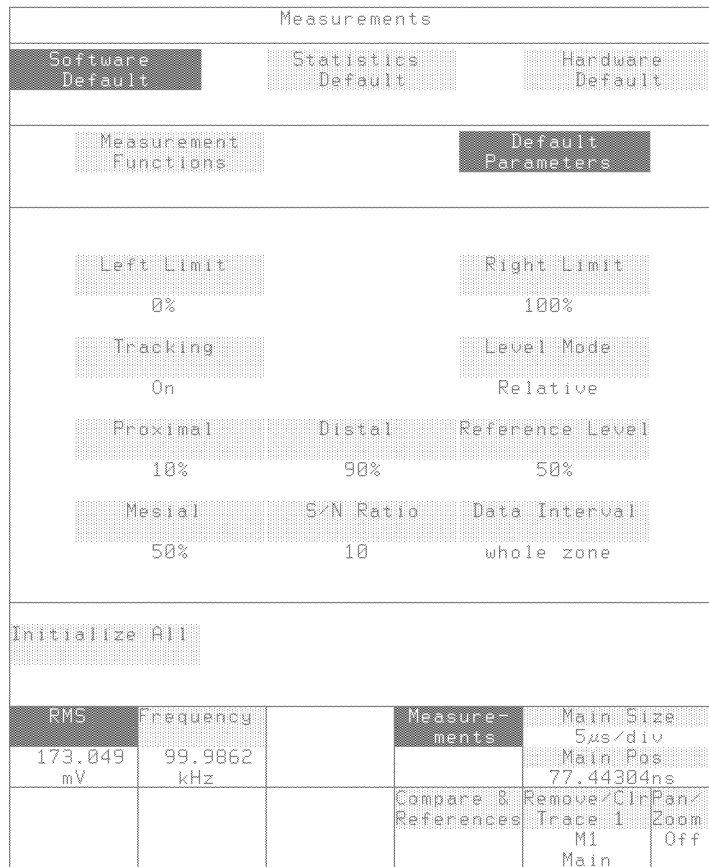 Measurements
Software Statistics Hardware
Default Default Default
Measurement Default
Functions Parameters
Left Limit Right Limit
0% 100%
Tracking Level Mode
On Relative
Proximal Distal Reference Level
10% 90% 50%
Mesial S/N Ratio Data Interval
50% 10 whole zone
Initialize All
RMS Frequency Measure- Main Size
ments 5µs/div
173.049 99.9862 Main Pos
mV kHz 77.44304ns
Compare & Remove/Clr Pan/
References Trace 1 Zoom
M1 Off
Main